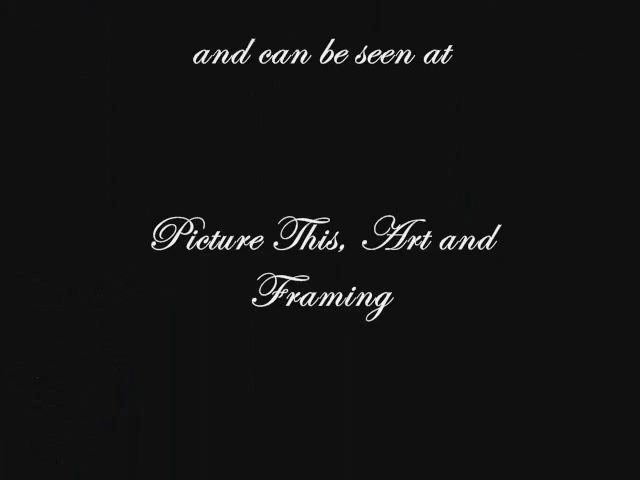 and can be seen at
Picture This, Art and
Framing